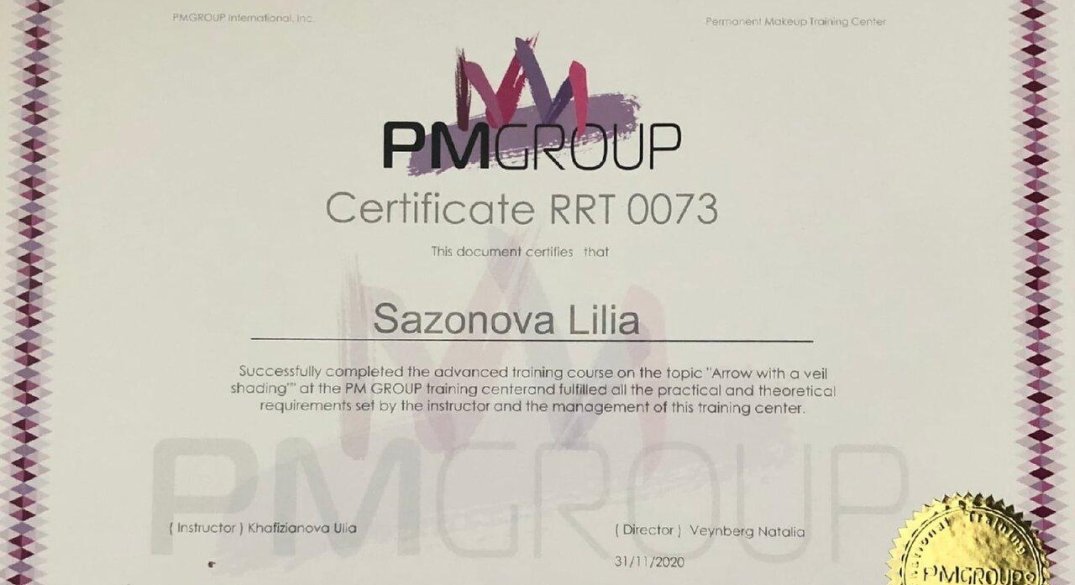 PMGROUP International, Inc.
Permanent Makeup Training Center
PMGROUP
Certificate RRT 0073
This document certifies that
Sazonova Lilia
Successfully completed the advanced training course on the topic "Arrow with a veil
shading"" at the PM GROUP training centerand fulfilled all the practical and theoretical
requirements set by the instructor and the management of this training center.
PMGROUP
( Instructor ) Khafizianova Ulia
( Director ) Veynberg Natalia
31/11/2020
Training
PMGROUP